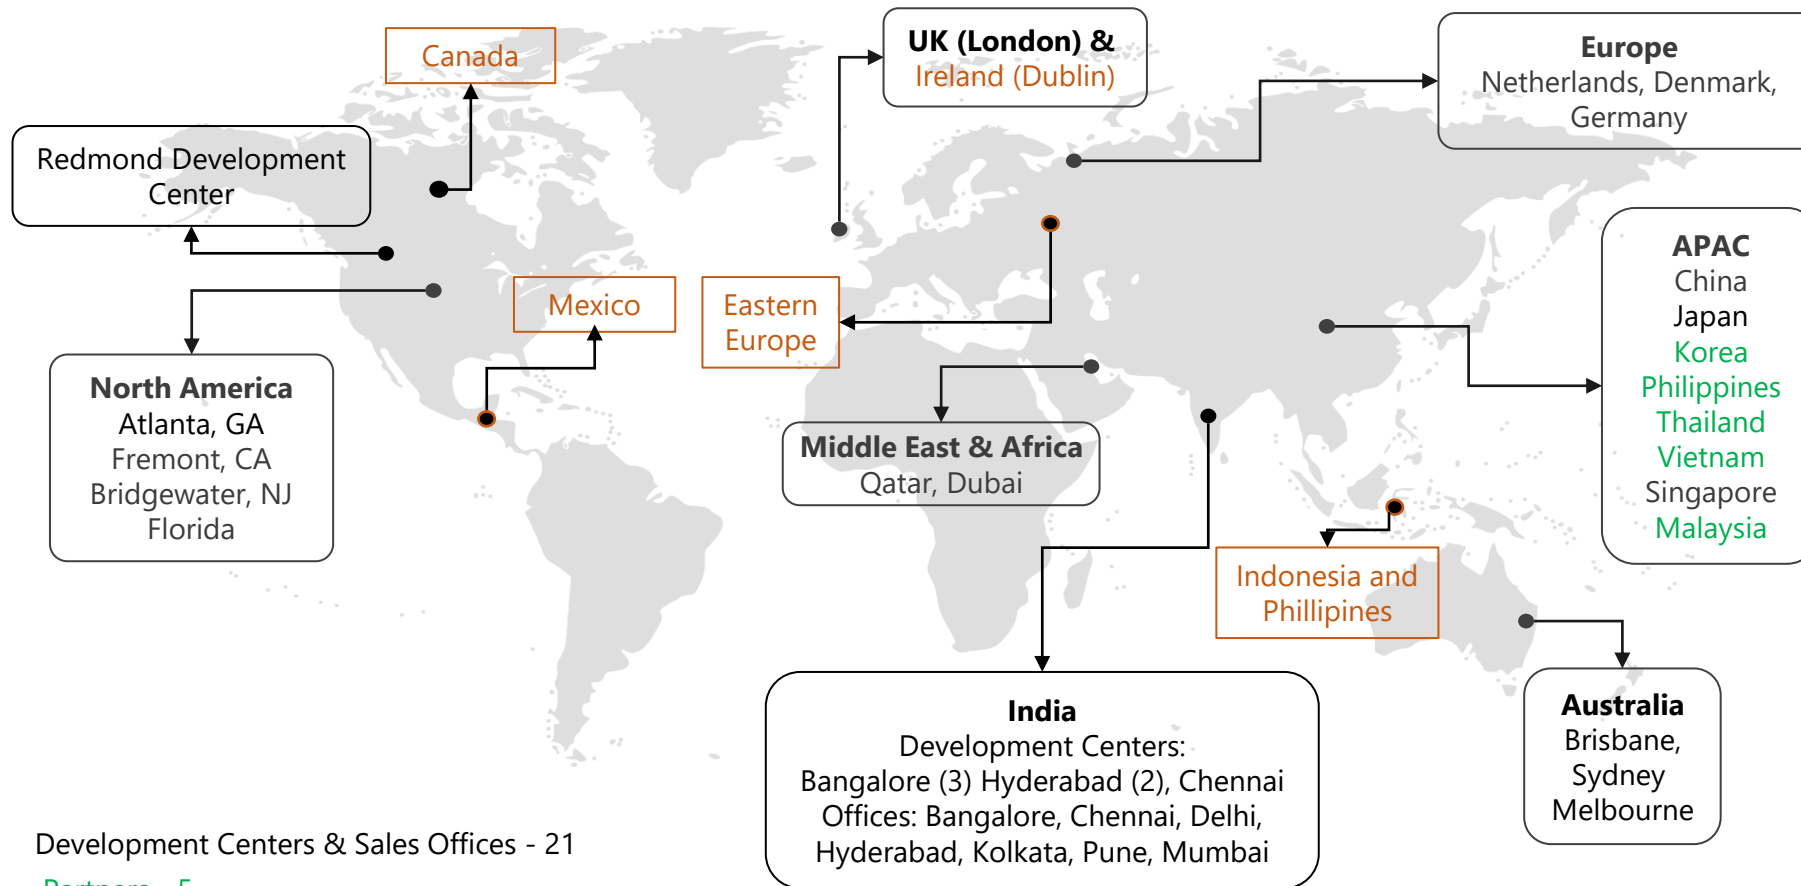 Canada
UK (London) &
Ireland (Dublin)
Europe
Netherlands, Denmark,
Germany
Redmond Development
Center
Mexico
Eastern
Europe
APAC
China
Japan
Korea
Philippines
Thailand
Vietnam
Singapore
Malaysia
North America
Atlanta, GA
Fremont, CA
Bridgewater, NJ
Florida
Middle East & Africa
Qatar, Dubai
Indonesia and
Phillipines
India
Development Centers:
Bangalore (3) Hyderabad (2), Chennai
Offices: Bangalore, Chennai, Delhi,
Hyderabad, Kolkata, Pune, Mumbai
Australia
Brisbane,
Sydney
Melbourne
Development Centers & Sales Offices - 21
Partners - 5